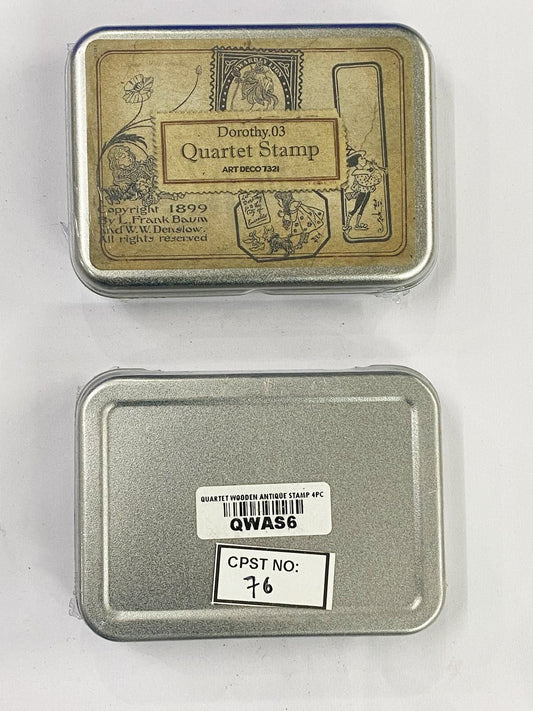 Dorothy.03
Quartet Stamp
ART DECO 7321
Copyright 1899
By L. Frank Baum
and W.W. Denslow.
All rights reserved
QUARTET WOODEN ANTIQUE STAMP 4PC
QWAS6
CPST NO:
76